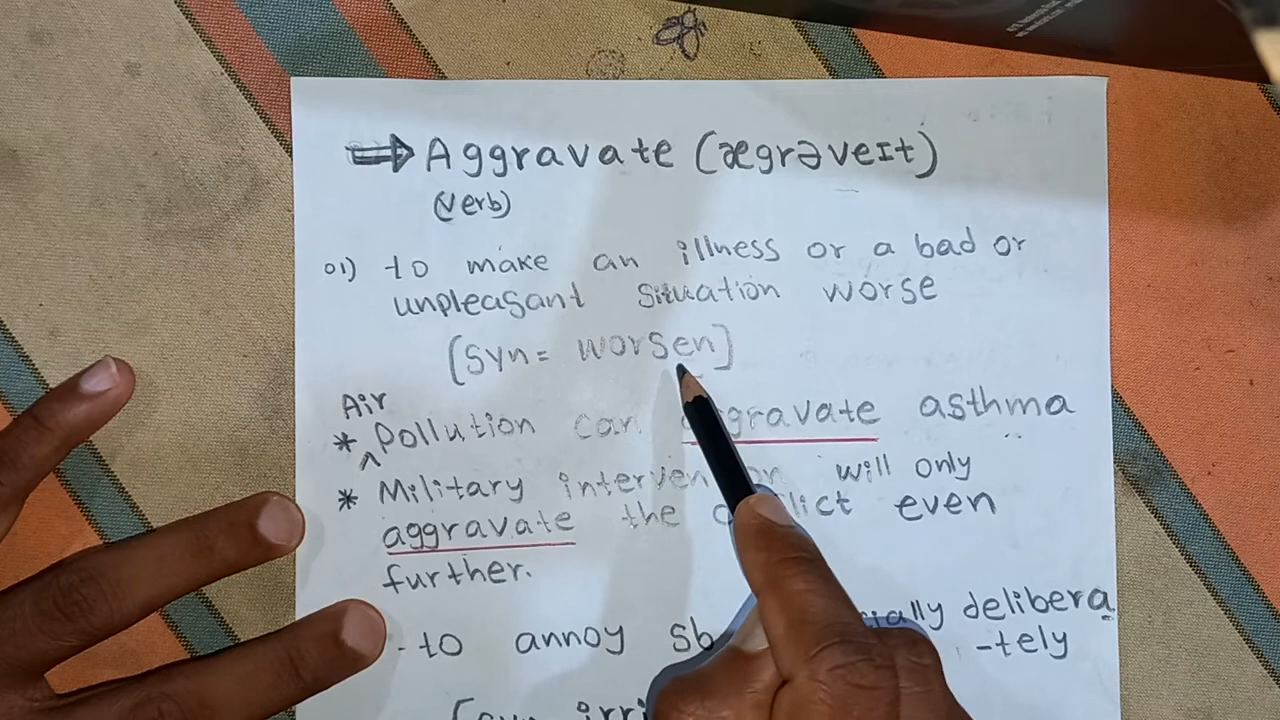 ⇒ Aggravate (ægrəveɪt)
(verb)
01) to make an illness or a bad or
unpleasant situation worse
[Syn = worsen]
Air
* ^ Pollution can aggravate asthma
* Military will only
aggravate the conflict even
further.
- to annoy sb delibera
-tely